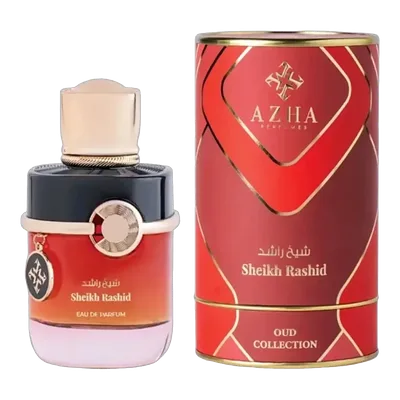 AZHA
PERFUMES
شيخ راشد
Sheikh Rashid
OUD
COLLECTION
شيخ راشد
Sheikh Rashid
EAU DE PARFUM